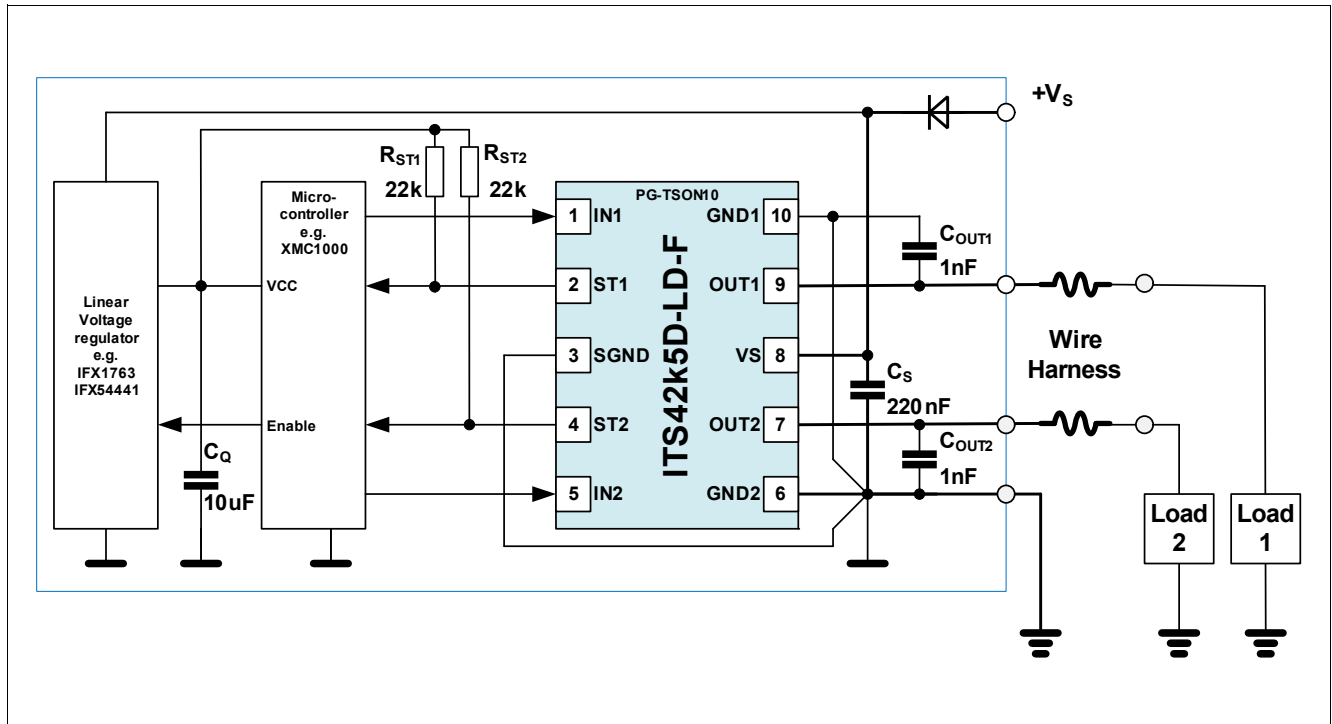 +VS
RST1
22k
RST2
22k
Linear
Voltage
regulator
e.g.
IFX1763
IFX54441
CQ
10uF
Micro-
controller
e.g.
XMC1000
VCC
Enable
PG-TSON10
ITS42k5D-LD-F
1 IN1
2 ST1
3 SGND
4 ST2
5 IN2
GND1 10
OUT1 9
VS 8
OUT2 7
GND2 6
COUT1
1nF
CS
220nF
COUT2
1nF
Wire
Harness
Load
2
Load
1